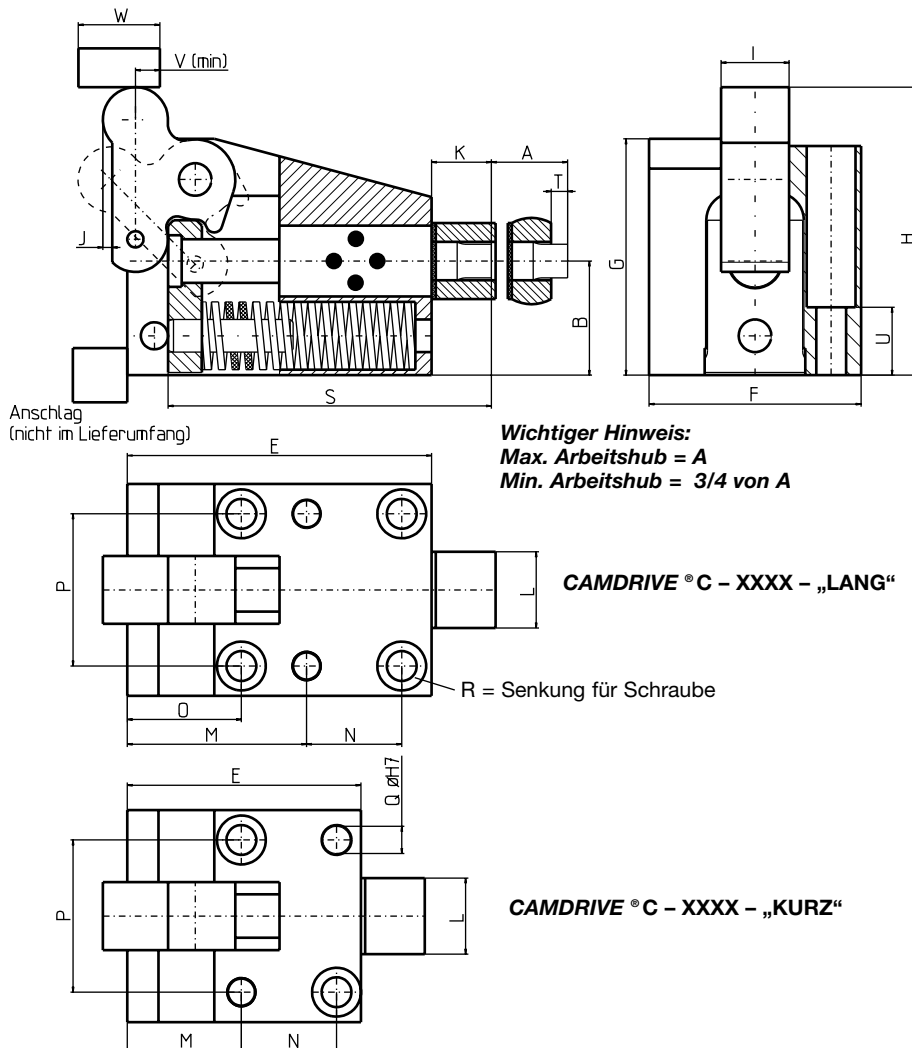 W
I
V (min)
K
A
T
J
G
H
B
U
S
F
Anschlag
(nicht im Lieferumfang)
Wichtiger Hinweis:
Max. Arbeitshub = A
Min. Arbeitshub = 3/4 von A
E
P
L
CAMDRIVE ® C – XXXX – „LANG“
R = Senkung für Schraube
O
M
N
E
Q øH7
P
L
CAMDRIVE ® C – XXXX – „KURZ“
M
N